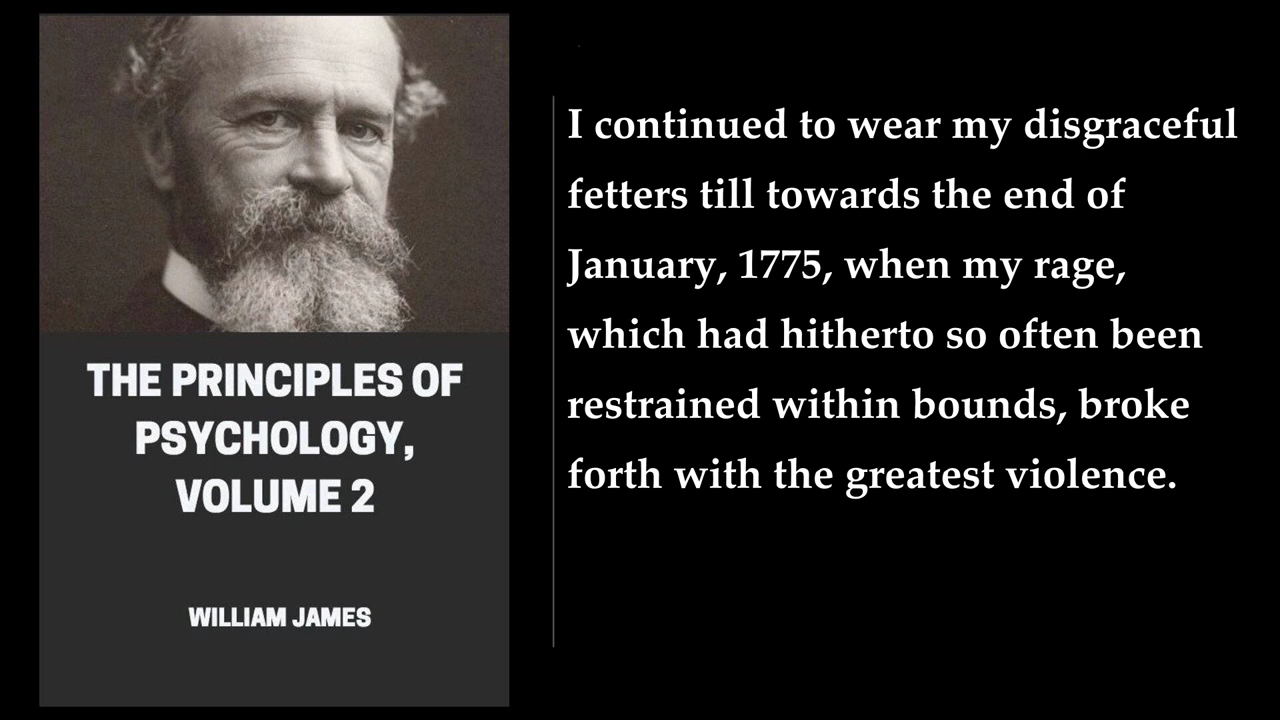 THE PRINCIPLES OF
PSYCHOLOGY,
VOLUME 2
WILLIAM JAMES
I continued to wear my disgraceful
fetters till towards the end of
January, 1775, when my rage,
which had hitherto so often been
restrained within bounds, broke
forth with the greatest violence.